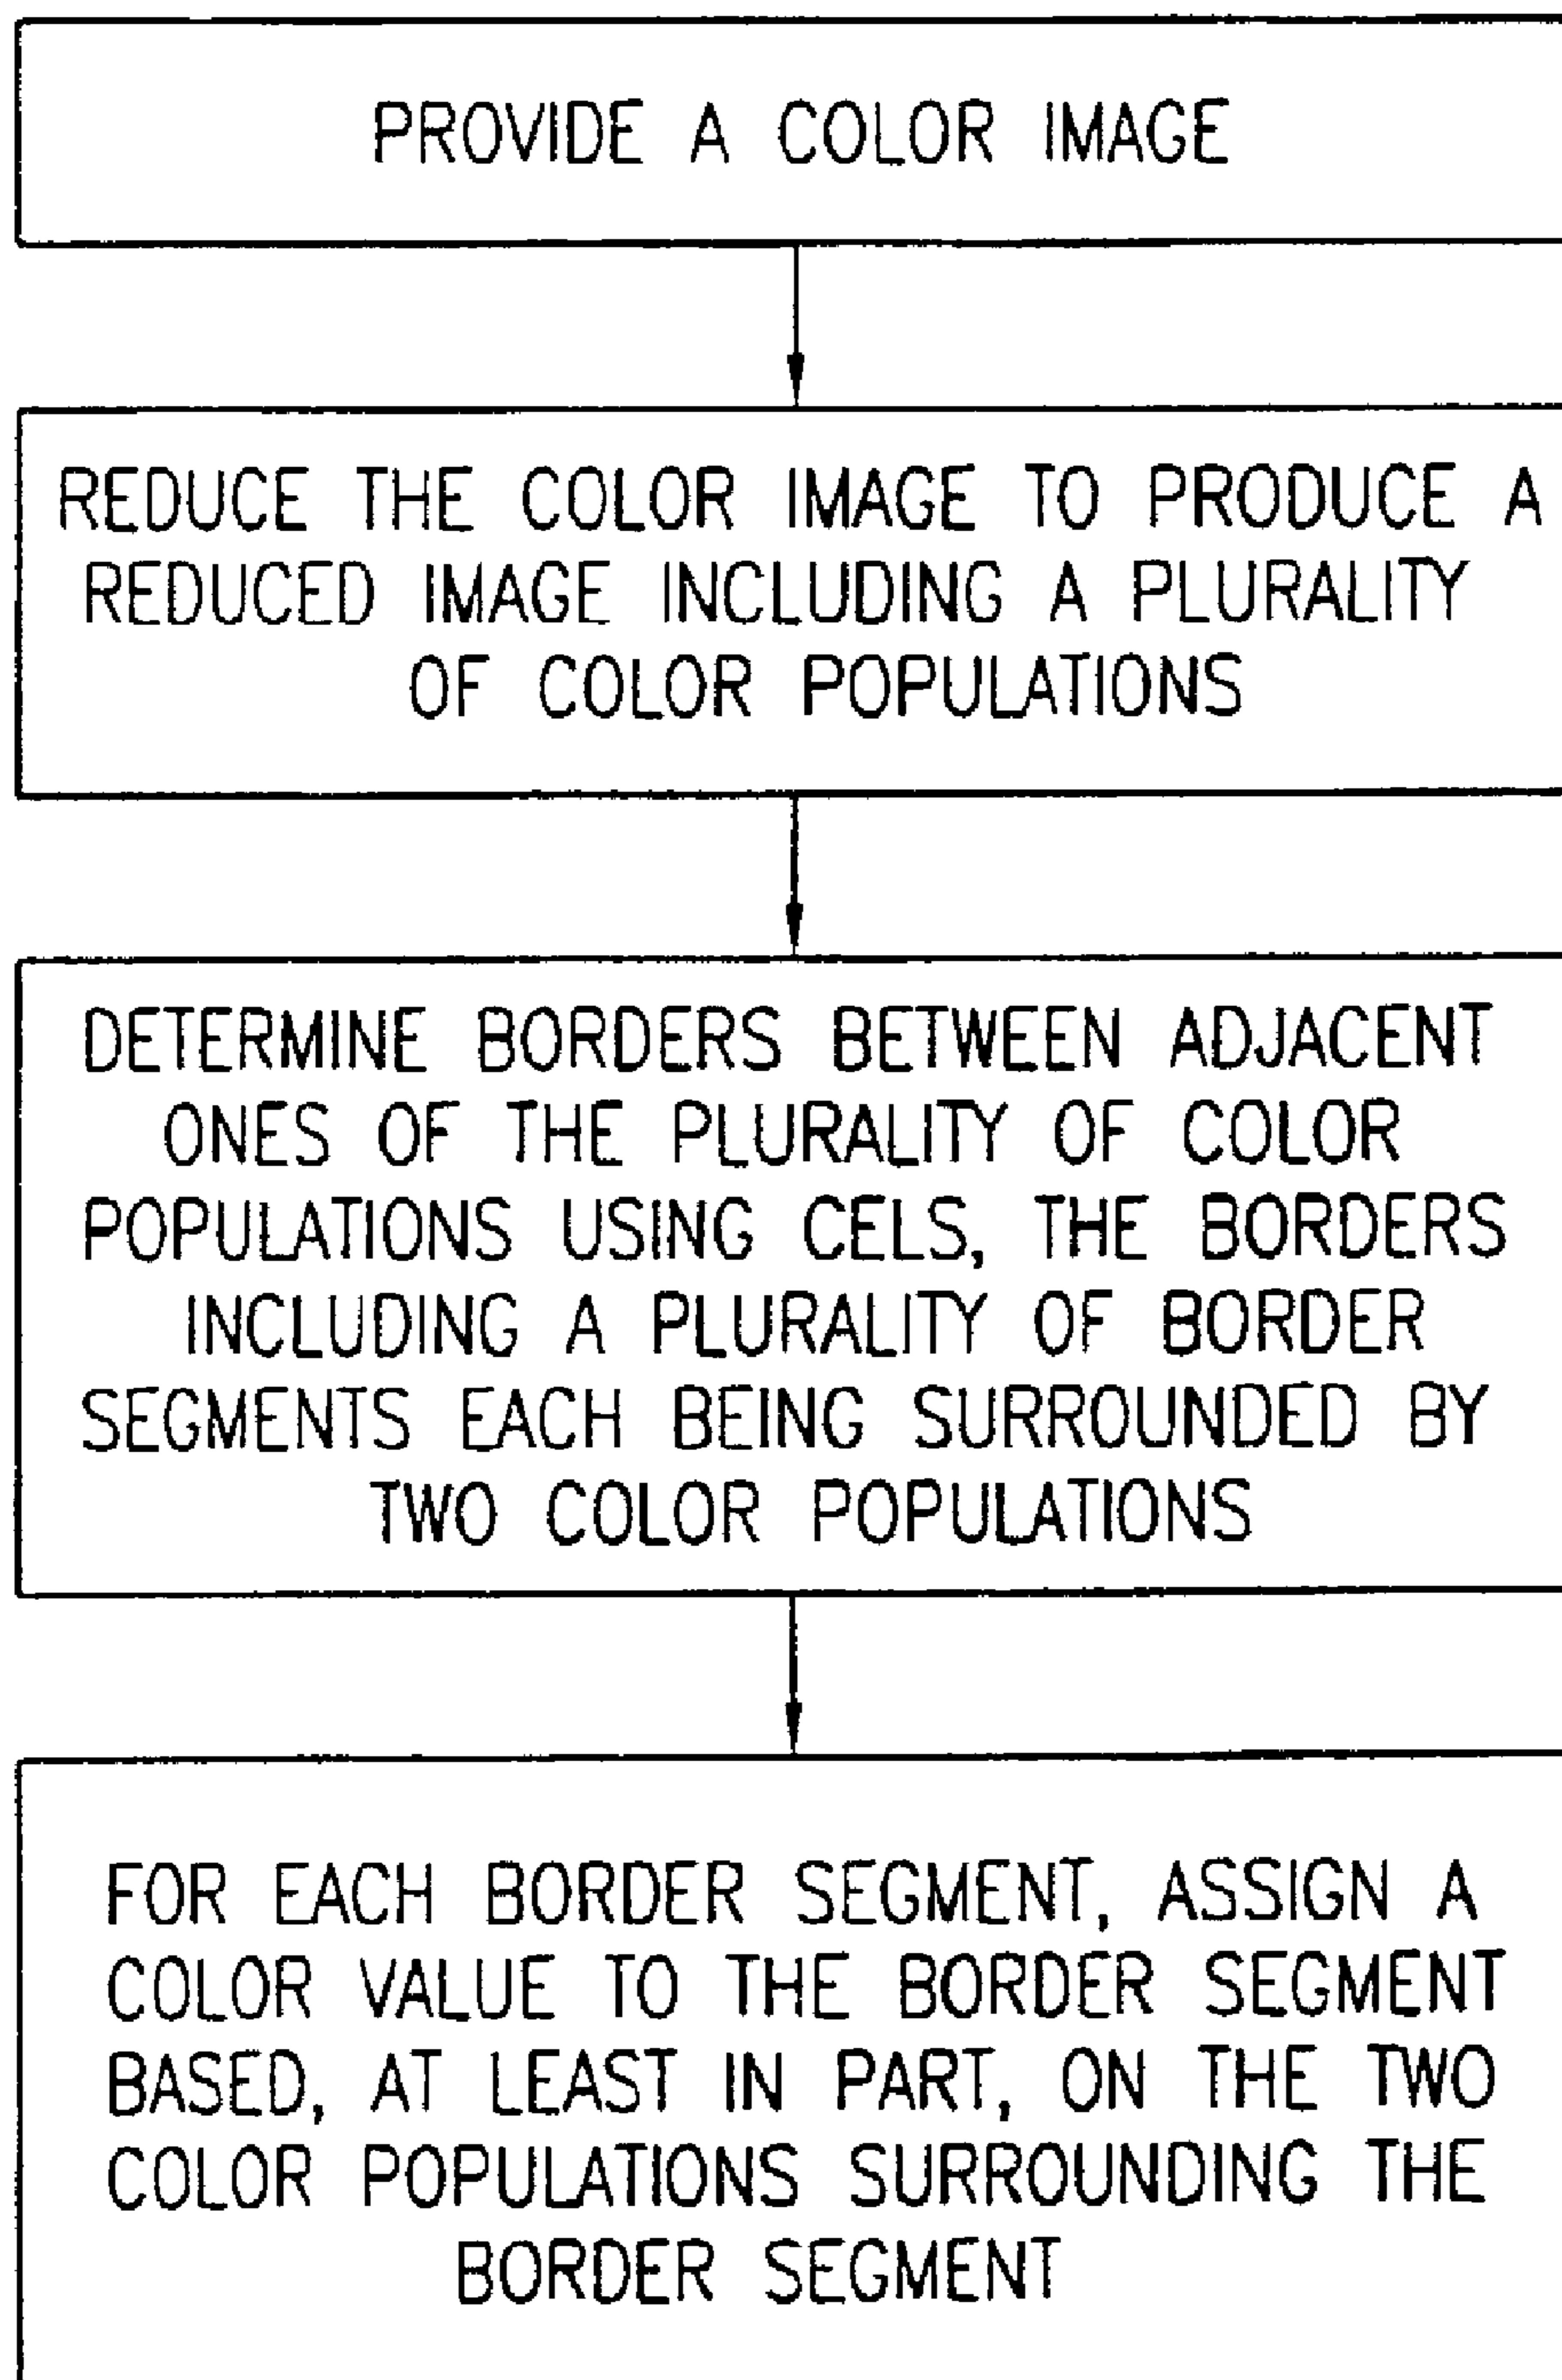 PROVIDE A COLOR IMAGE
REDUCE THE COLOR IMAGE TO PRODUCE A
REDUCED IMAGE INCLUDING A PLURALITY
OF COLOR POPULATIONS
DETERMINE BORDERS BETWEEN ADJACENT
ONES OF THE PLURALITY OF COLOR
POPULATIONS USING CELS, THE BORDERS
INCLUDING A PLURALITY OF BORDER
SEGMENTS EACH BEING SURROUNDED BY
TWO COLOR POPULATIONS
FOR EACH BORDER SEGMENT, ASSIGN A
COLOR VALUE TO THE BORDER SEGMENT
BASED, AT LEAST IN PART, ON THE TWO
COLOR POPULATIONS SURROUNDING THE
BORDER SEGMENT